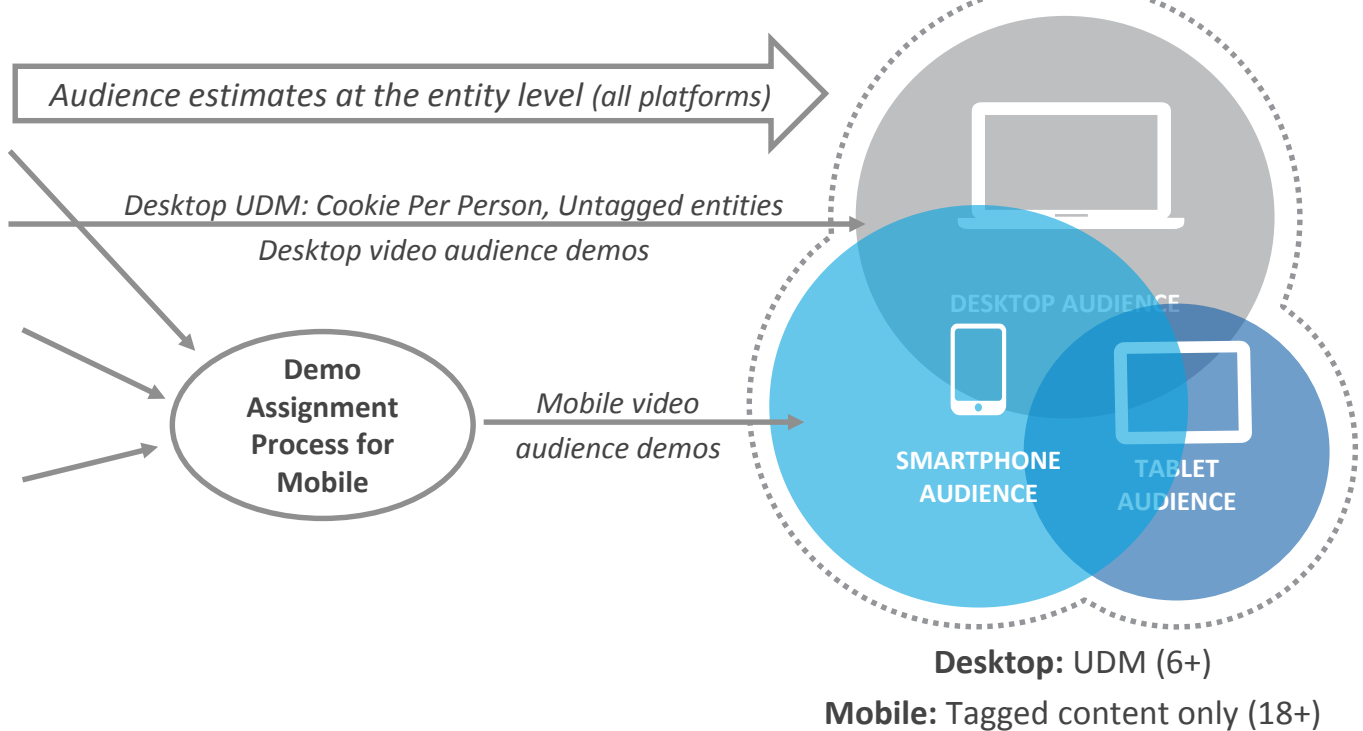 Audience estimates at the entity level (all platforms)
Desktop UDM: Cookie Per Person, Untagged entities
Desktop video audience demos
Demo
Assignment
Process for
Mobile
Mobile video
audience demos
DESKTOP AUDIENCE
SMARTPHONE
AUDIENCE
TABLET
AUDIENCE
Desktop: UDM (6+)
Mobile: Tagged content only (18+)